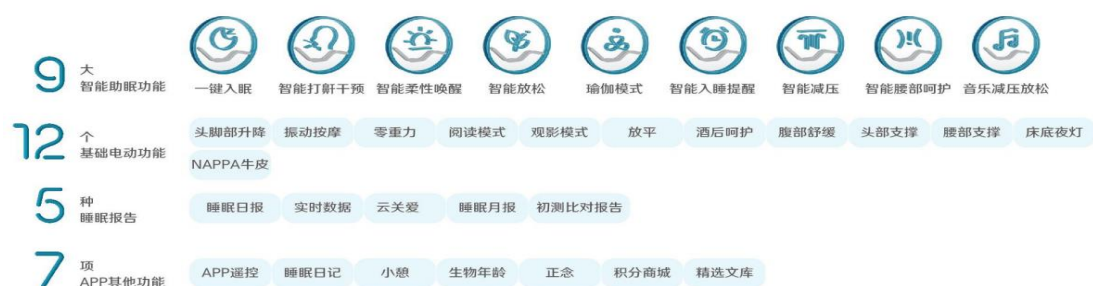 9 大
智能助眠功能
一键入眠 智能打鼾干预 智能柔性唤醒 智能放松 瑜伽模式 智能入睡提醒 智能减压 智能腰部呵护 音乐减压放松
12 个
基础电动功能
头脚部升降 振动按摩 零重力 阅读模式 观影模式 放平 酒后呵护 腹部舒缓 头部支撑 腰部支撑 床底夜灯
NAPPA牛皮
5 种
睡眠报告
睡眠日报 实时数据 云关爱 睡眠月报 初测比对报告
7 项
APP其他功能
APP遥控 睡眠日记 小憩 生物年龄 正念 积分商城 精选文库